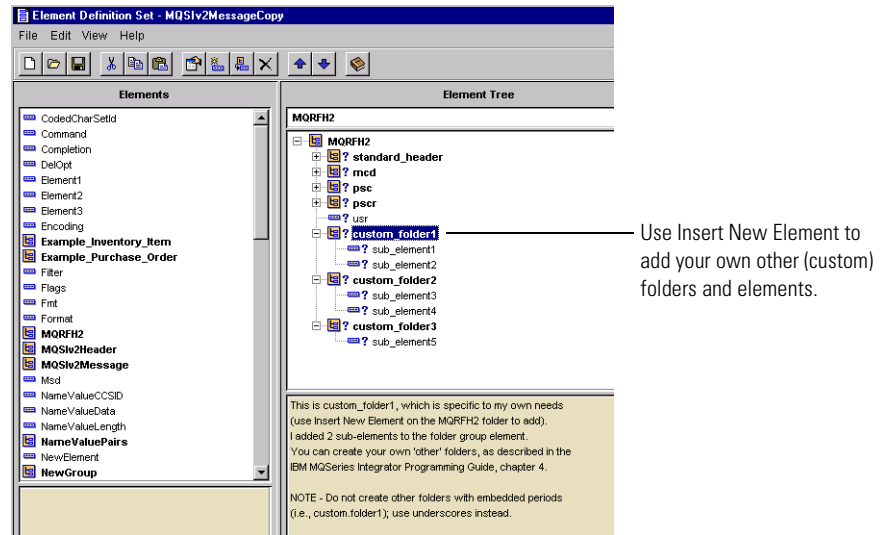 Element Definition Set - MQSIv2MessageCopy
File Edit View Help
Elements
CodedCharSetId
Command
Completion
DelOpt
Element1
Element2
Element3
Encoding
Example_Inventory_Item
Example_Purchase_Order
Filter
Flags
Fmt
Format
MQRFH2
MQSIv2Header
MQSIv2Message
Msd
NameValueCCSID
NameValueData
NameValueLength
NameValuePairs
NewElement
NewGroup
Element Tree
MQRFH2
MQRFH2
? standard_header
? mcd
? psc
? pscr
? usr
? custom_folder1
? sub_element1
? sub_element2
? custom_folder2
? sub_element3
? sub_element4
? custom_folder3
? sub_element5
This is custom_folder1, which is specific to my own needs
(use Insert New Element on the MQRFH2 folder to add).
I added 2 sub-elements to the folder group element.
You can create your own 'other' folders, as described in the
IBM MQSeries Integrator Programming Guide, chapter 4.
NOTE - Do not create other folders with embedded periods
(i.e., custom.folder1); use underscores instead.
Use Insert New Element to
add your own other (custom)
folders and elements.